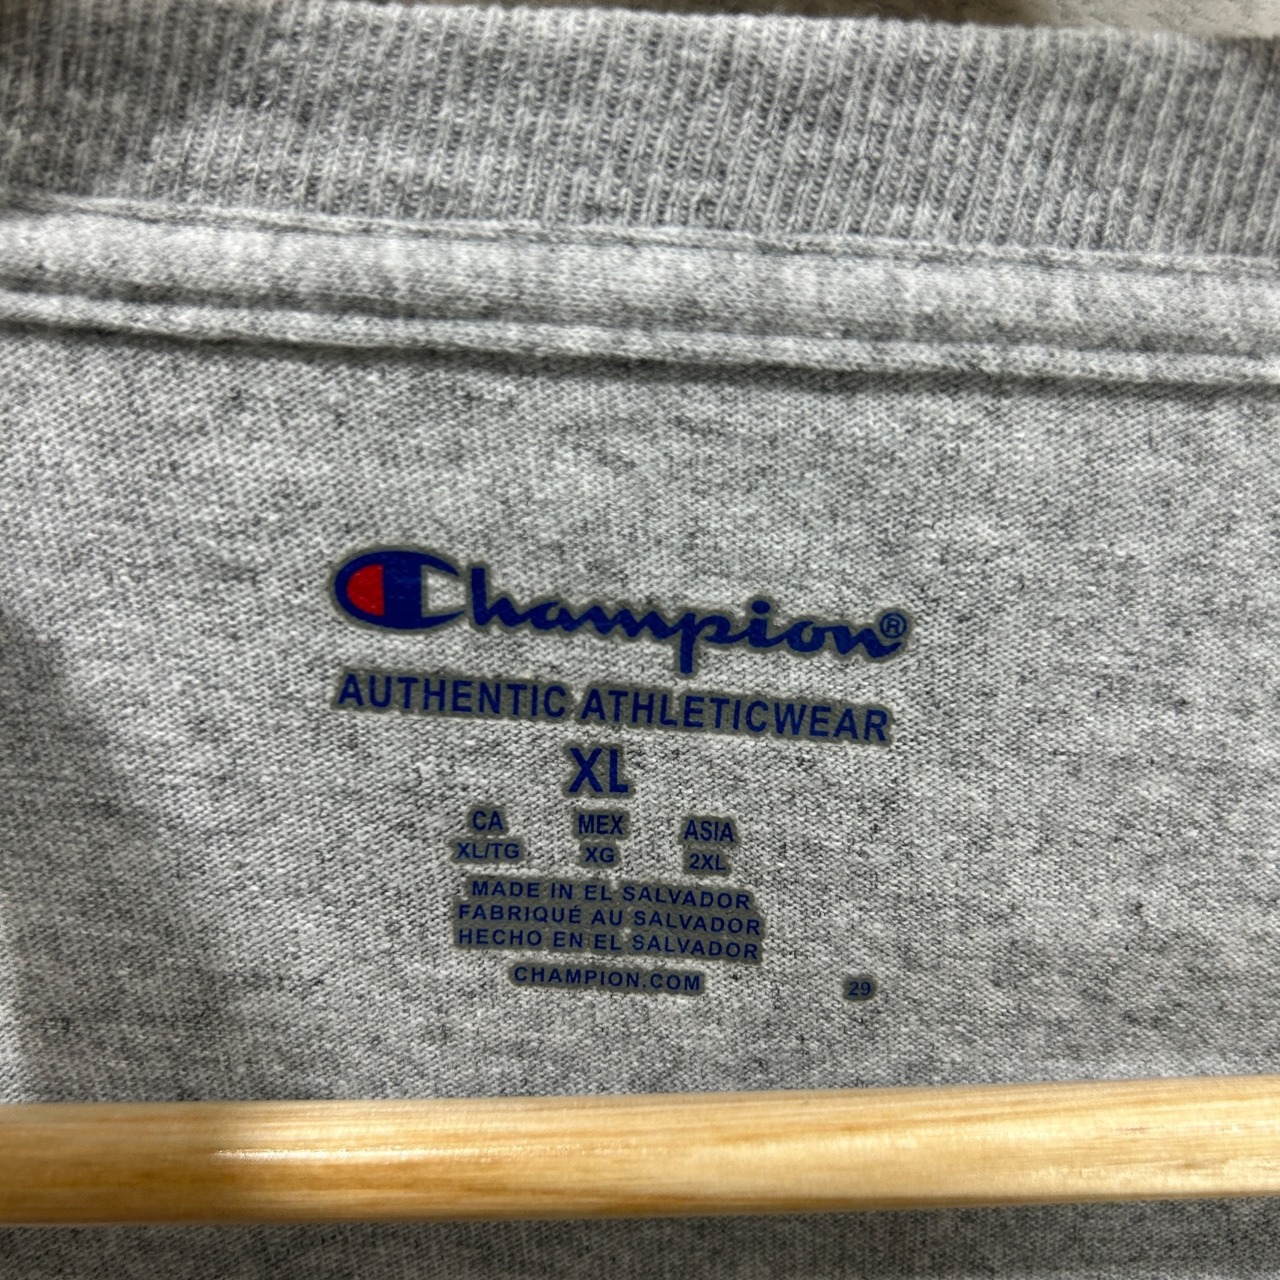 Champion®
AUTHENTIC ATHLETICWEAR
XL
CA MEX ASIA
XL/TG XG 2XL
MADE IN EL SALVADOR
FABRIQUÉ AU SALVADOR
HECHO EN EL SALVADOR
CHAMPION.COM 29